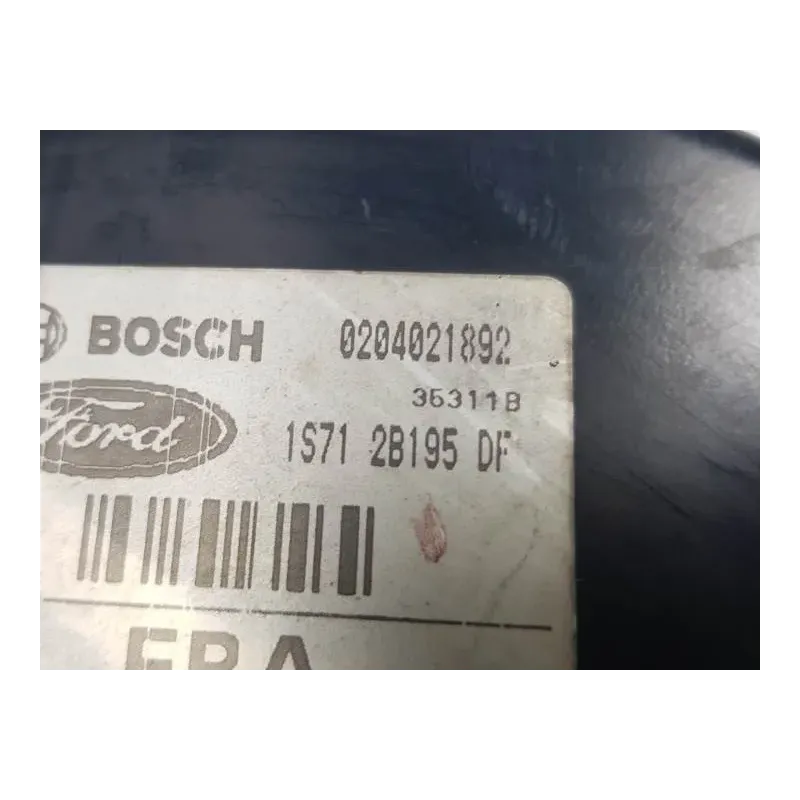 BOSCH 0204021892
35311B
Ford 1S71 2B195 DF